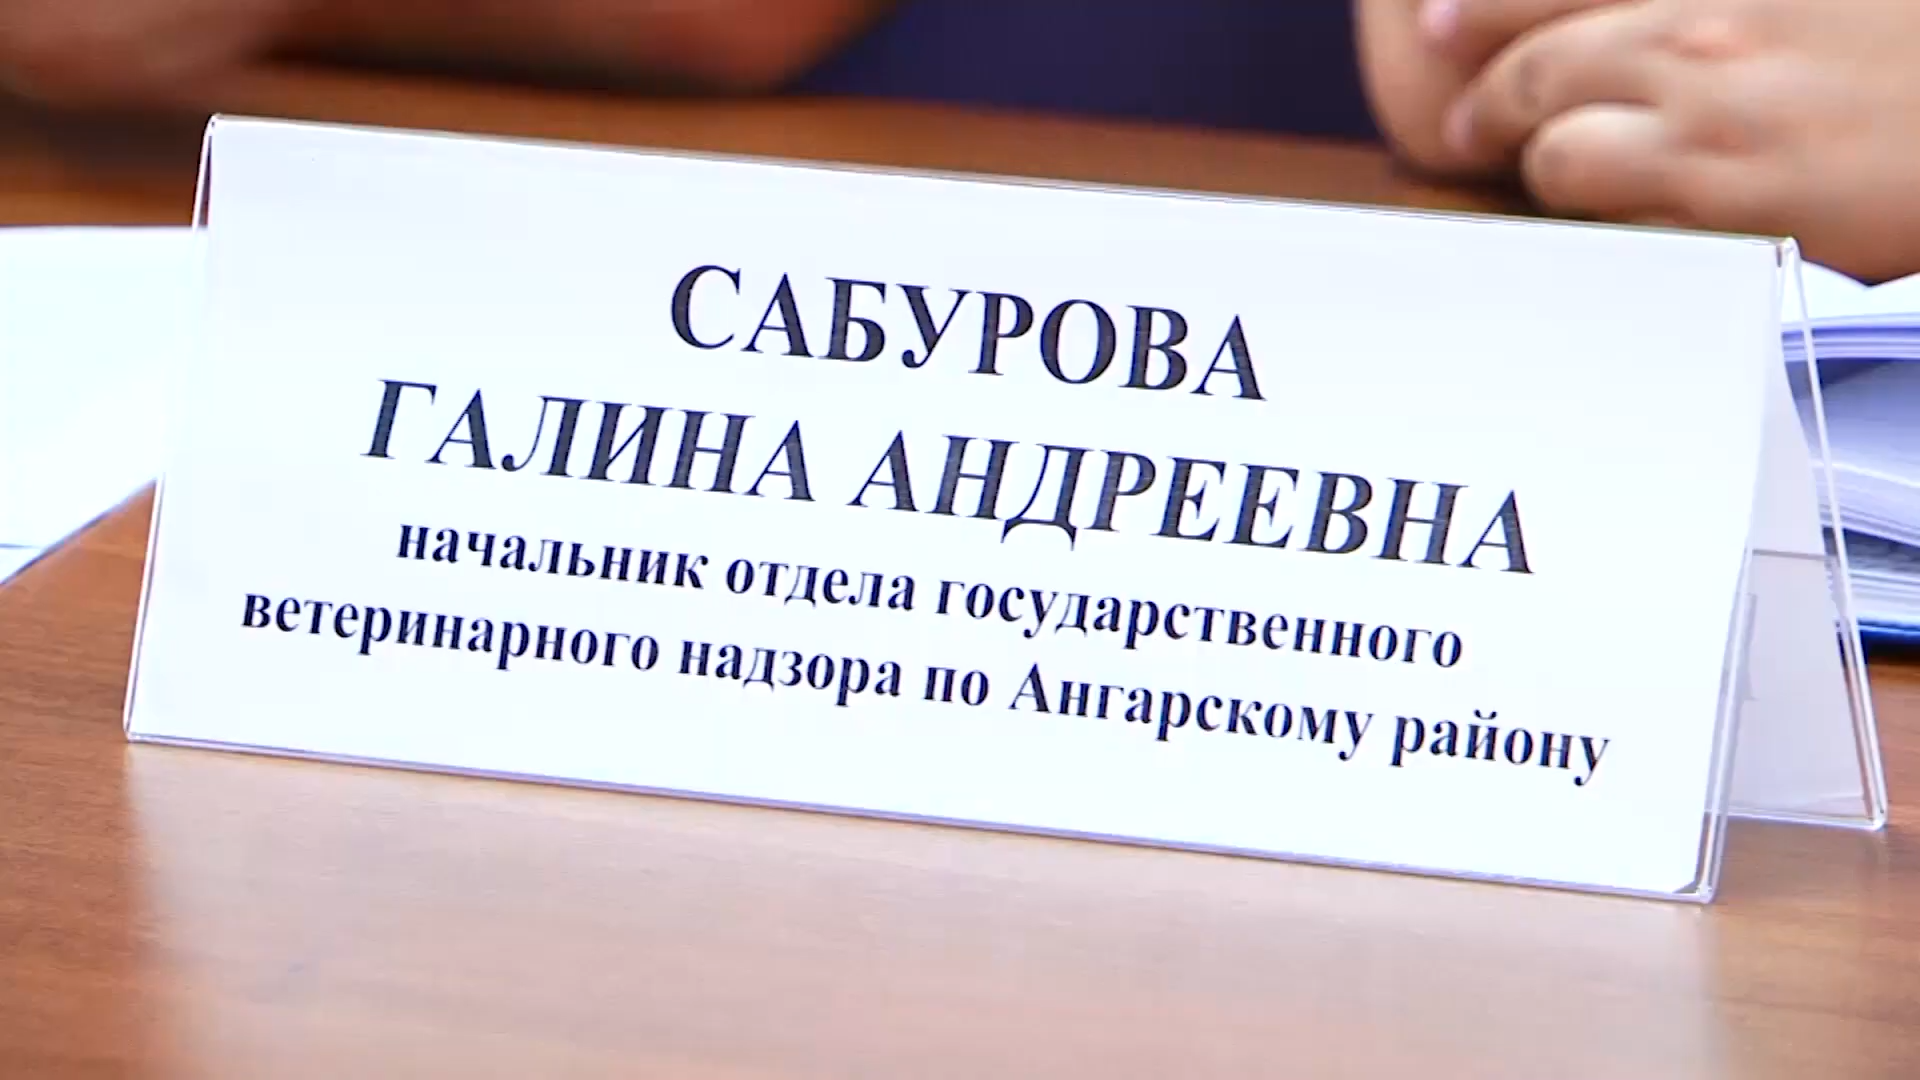 САБУРОВА
ГАЛИНА АНДРЕЕВНА
начальник отдела государственного
ветеринарного надзора по Ангарскому району